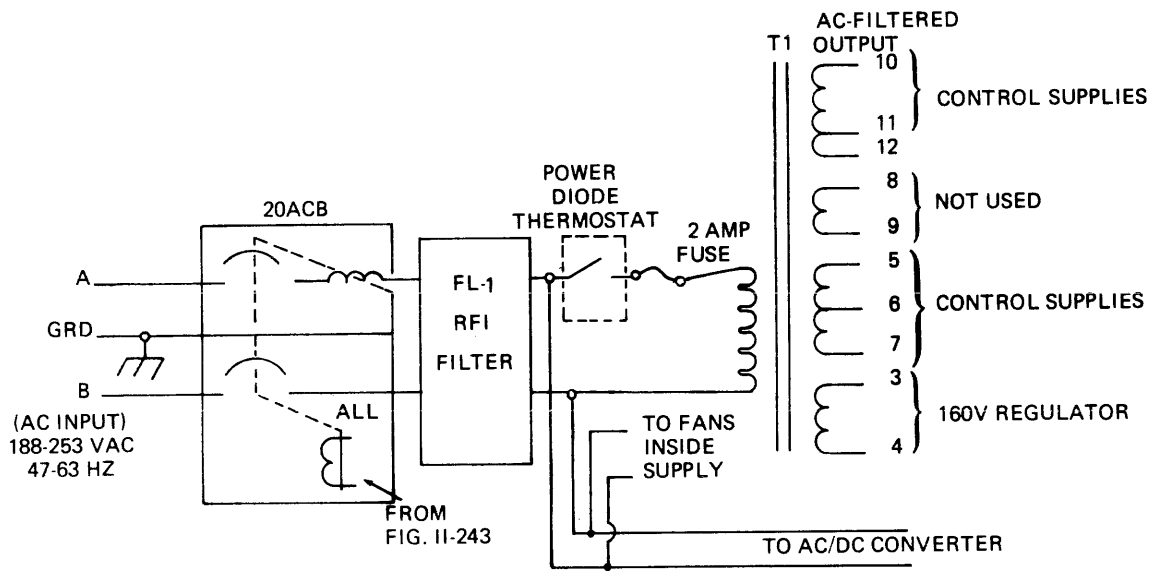 AC-FILTERED
OUTPUT
T1
10
11
12
CONTROL SUPPLIES
8
9
NOT USED
5
6
7
CONTROL SUPPLIES
3
4
160V REGULATOR
POWER
DIODE
THERMOSTAT
2 AMP
FUSE
20ACB
A
GRD
B
(AC INPUT)
188-253 VAC
47-63 HZ
ALL
FROM
FIG. II-243
FL-1
RFI
FILTER
TO FANS
INSIDE
SUPPLY
TO AC/DC CONVERTER